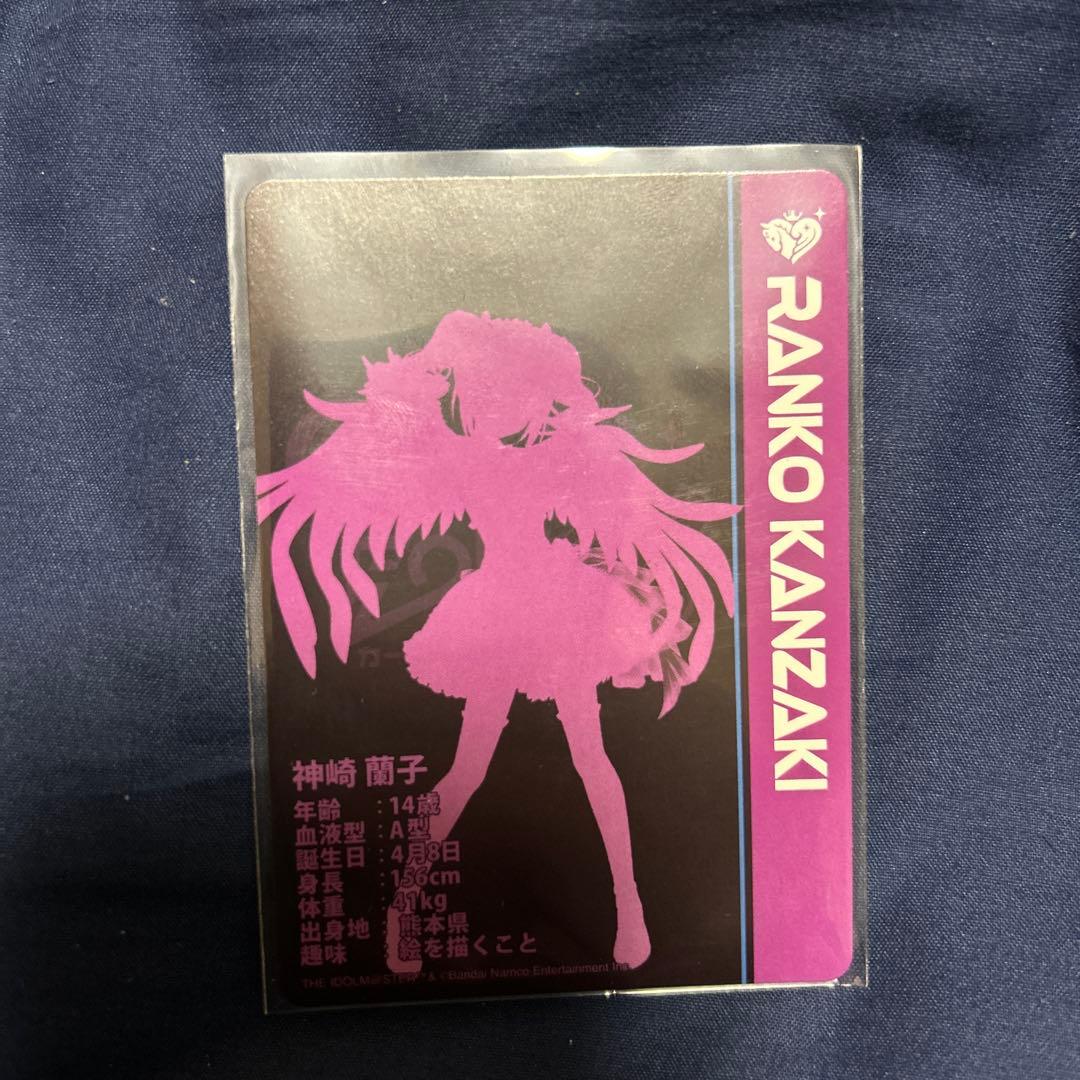 RANKO KANZAKI
神崎 蘭子
年齢 : 14歳
血液型 : A型
誕生日 : 4月8日
身長 : 156cm
体重 : 41kg
出身地 : 熊本県
趣味 : 絵を描くこと
THE IDOLM@STER™& ©Bandai Namco Entertainment Inc.